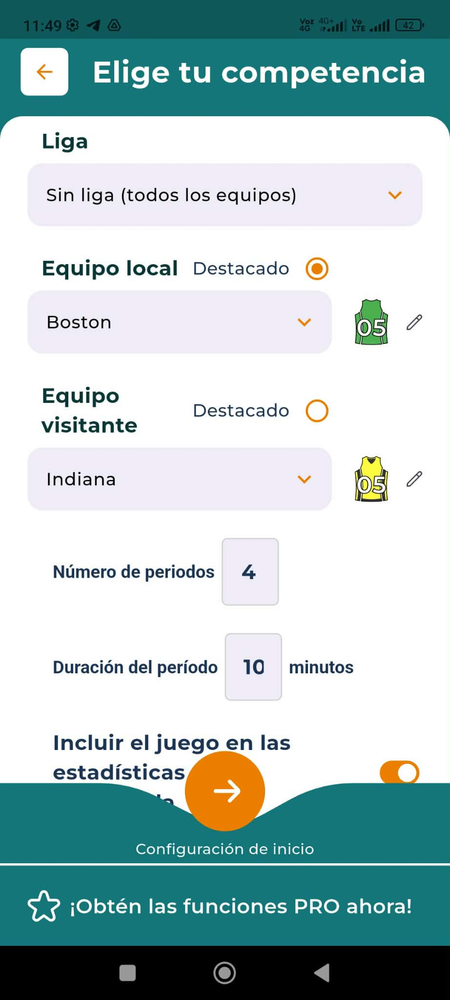 11:49
Voz 4G 4G+ Vo LTE 42
Elige tu competencia
Liga
Sin liga (todos los equipos)
Equipo local Destacado
Boston
05
Equipo
visitante
Destacado
Indiana
05
Número de periodos 4
Duración del período 10 minutos
Incluir el juego en las
estadísticas
Configuración de inicio
¡Obtén las funciones PRO ahora!